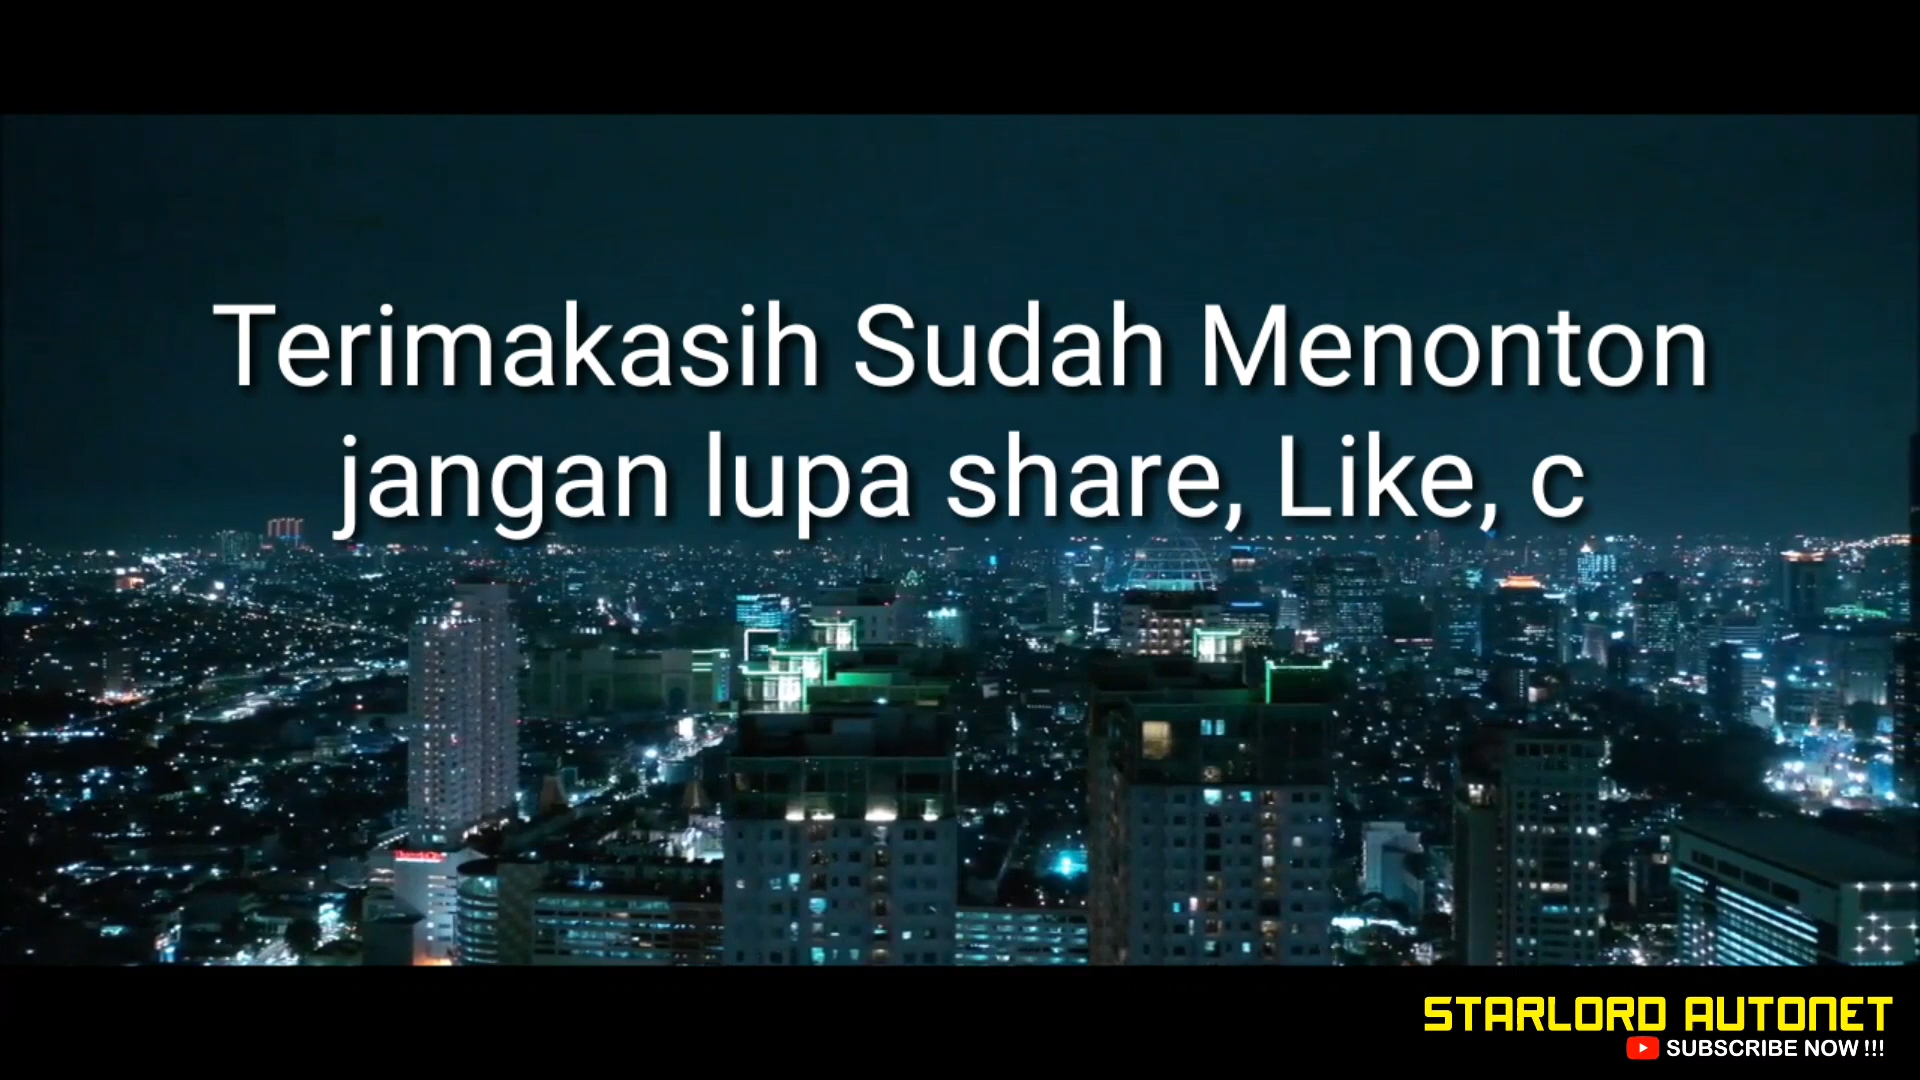 Terimakasih Sudah Menonton
jangan lupa share, Like, c
STARLORD AUTONET
SUBSCRIBE NOW !!!